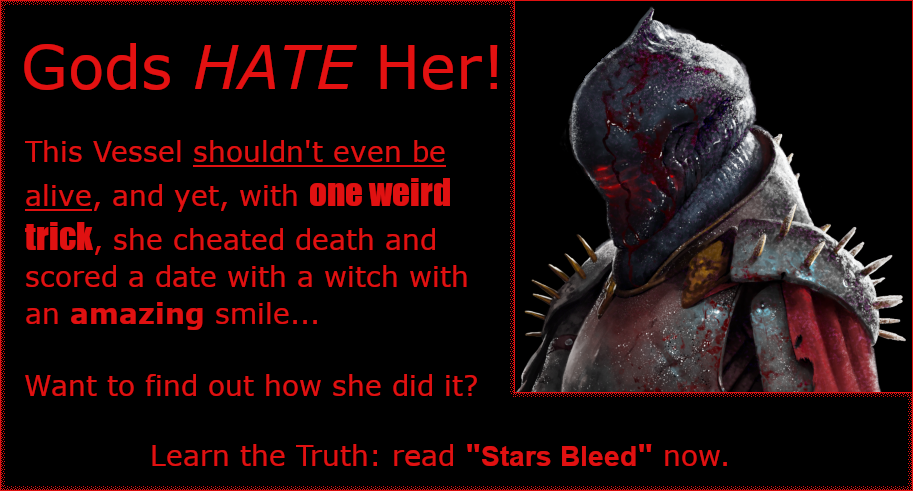 Gods HATE Her!
This Vessel shouldn't even be
alive, and yet, with one weird
trick, she cheated death and
scored a date with a witch with
an amazing smile...
Want to find out how she did it?
Learn the Truth: read "Stars Bleed" now.